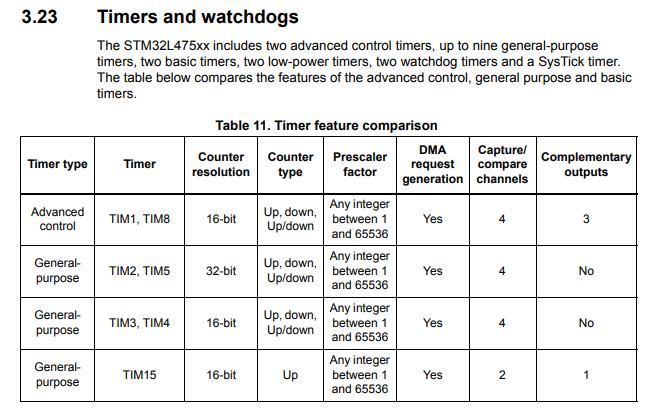 3.23 Timers and watchdogs
The STM32L475xx includes two advanced control timers, up to nine general-purpose
timers, two basic timers, two low-power timers, two watchdog timers and a SysTick timer.
The table below compares the features of the advanced control, general purpose and basic
timers.
Table 11. Timer feature comparison
Timer type | Timer | Counter resolution | Counter type | Prescaler factor | DMA request generation | Capture/ compare channels | Complementary outputs
Advanced control | TIM1, TIM8 | 16-bit | Up, down, Up/down | Any integer between 1 and 65536 | Yes | 4 | 3
General-purpose | TIM2, TIM5 | 32-bit | Up, down, Up/down | Any integer between 1 and 65536 | Yes | 4 | No
General-purpose | TIM3, TIM4 | 16-bit | Up, down, Up/down | Any integer between 1 and 65536 | Yes | 4 | No
General-purpose | TIM15 | 16-bit | Up | Any integer between 1 and 65536 | Yes | 2 | 1